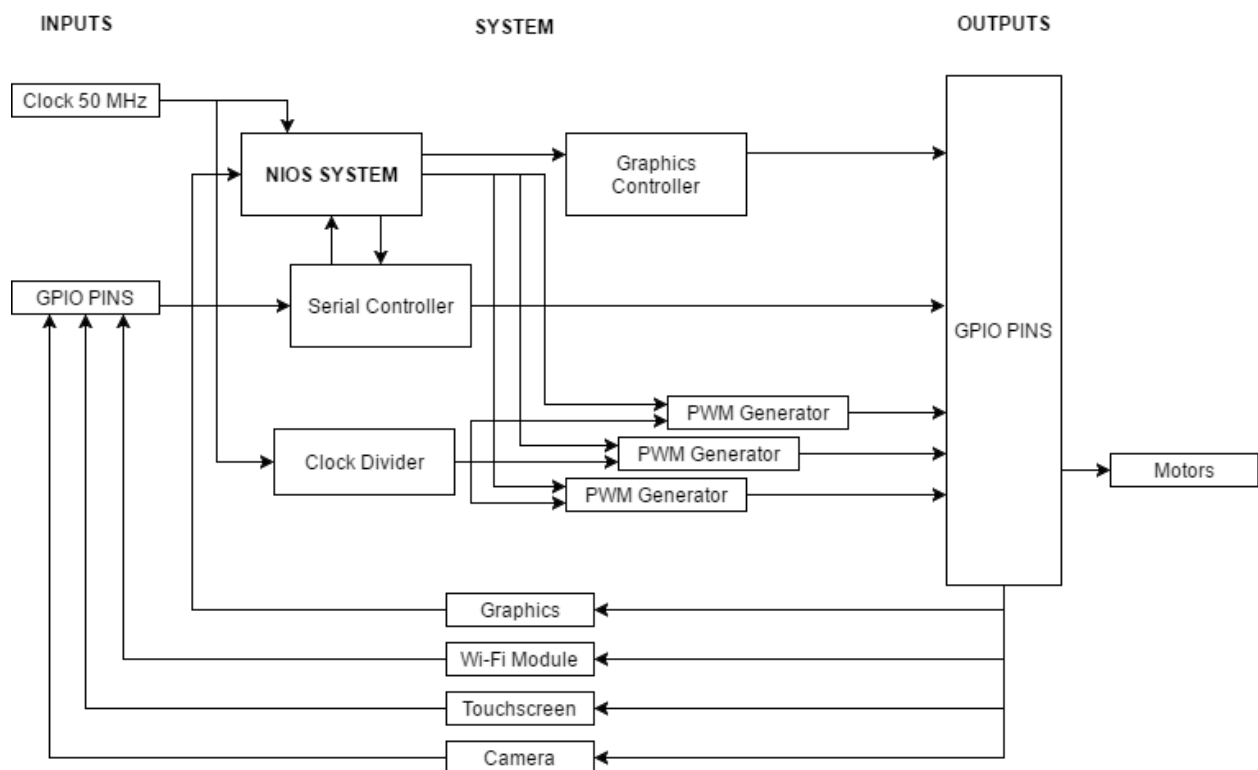 INPUTS
SYSTEM
OUTPUTS
Clock 50 MHz
NIOS SYSTEM
Graphics
Controller
GPIO PINS
Serial Controller
GPIO PINS
PWM Generator
Clock Divider
PWM Generator
PWM Generator
Motors
Graphics
Wi-Fi Module
Touchscreen
Camera